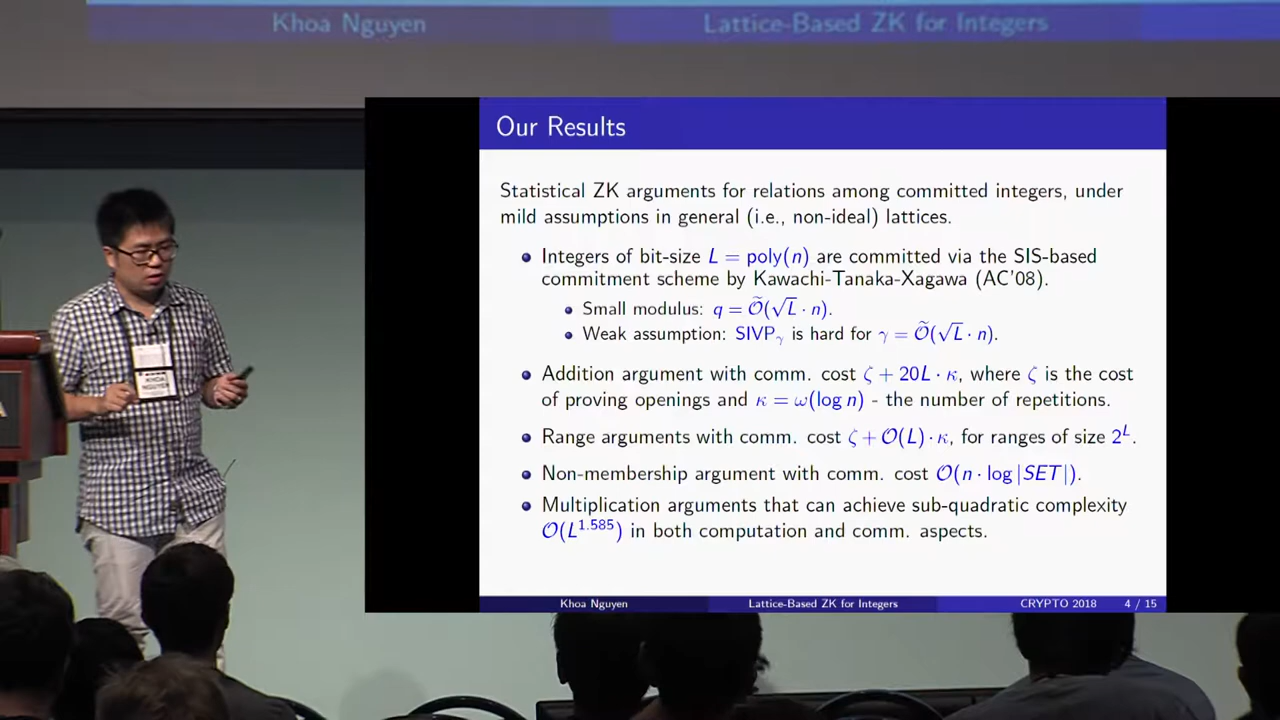 Khoa Nguyen
Lattice-Based ZK for Integers
Our Results
Statistical ZK arguments for relations among committed integers, under
mild assumptions in general (i.e., non-ideal) lattices.
Integers of bit-size L = poly(n) are committed via the SIS-based
commitment scheme by Kawachi-Tanaka-Xagawa (AC'08).
Small modulus: q = Õ(√L · n).
Weak assumption: SIVPγ is hard for γ = Õ(√L · n).
Addition argument with comm. cost ζ + 20L · κ, where ζ is the cost
of proving openings and κ = ω(log n) - the number of repetitions.
Range arguments with comm. cost ζ + O(L) · κ, for ranges of size 2^L.
Non-membership argument with comm. cost O(n · log |SET|).
Multiplication arguments that can achieve sub-quadratic complexity
O(L^1.585) in both computation and comm. aspects.
Khoa Nguyen
Lattice-Based ZK for Integers
CRYPTO 2018
4 / 15
KHOA
NGUYEN
A